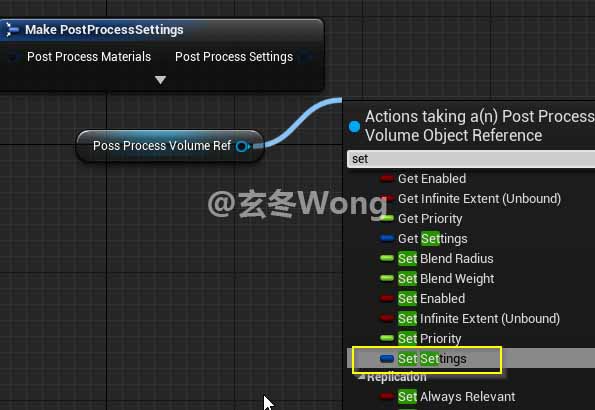 Make PostProcessSettings
Post Process Materials
Post Process Settings
Actions taking a(n) Post Process
Volume Object Reference
Poss Process Volume Ref
set
Get Enabled
Get Infinite Extent (Unbound)
Get Priority
Get Settings
Set Blend Radius
Set Blend Weight
Set Enabled
Set Infinite Extent (Unbound)
Set Priority
Set Settings
Replication
Set Always Relevant
@玄冬Wong